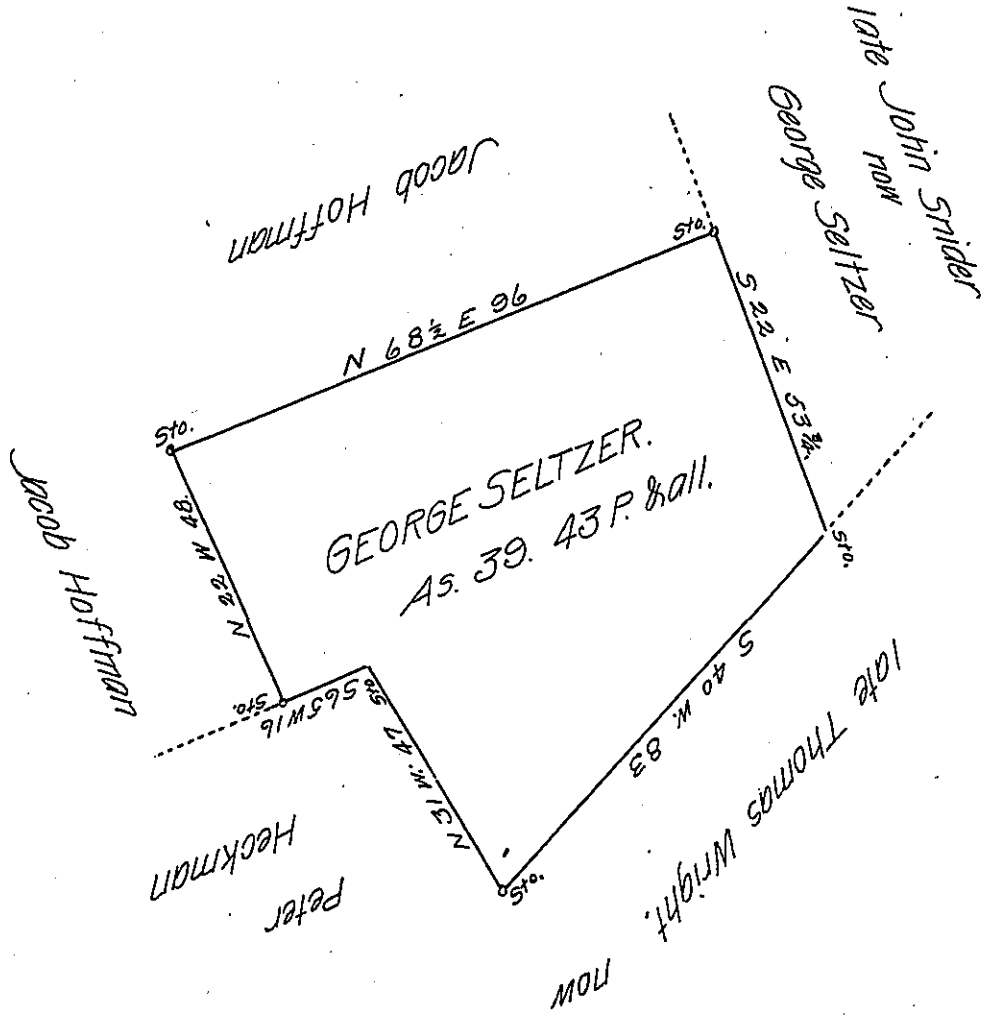 late John Snider
now
George Seltzer
Jacob Hoffman
Sto.
N 68½ E 96
Sto.
S 22 E 53¾
GEORGE SELTZER.
As. 39. 43 P. & all.
Jacob Hoffman
N 22 W 48.
Sto.
S 65 W 16
Sto.
N 31 W. 47
Sto.
S 40 W. 83
Sto.
Peter
Heckman
late Thomas Wright.
now